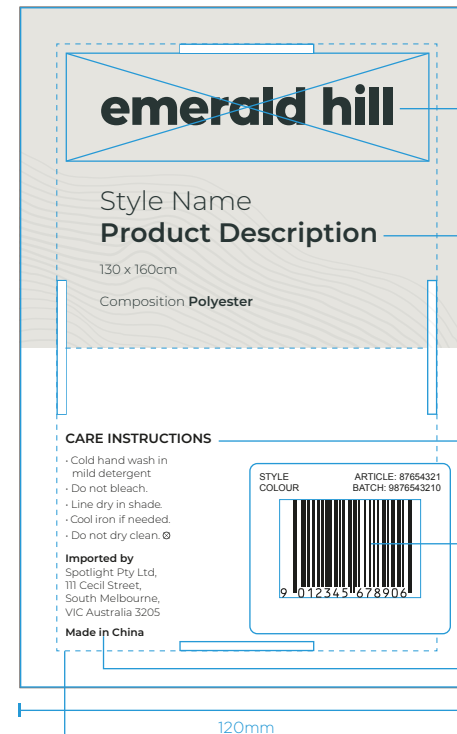 emerald hill
Style Name
Product Description
130 x 160cm
Composition Polyester
CARE INSTRUCTIONS
· Cold hand wash in
mild detergent
· Do not bleach.
· Line dry in shade.
· Cool iron if needed.
· Do not dry clean.
Imported by
Spotlight Pty Ltd,
111 Cecil Street,
South Melbourne,
VIC Australia 3205
Made in China
STYLE ARTICLE: 87654321
COLOUR BATCH: 9876543210
9 012345 678906
120mm